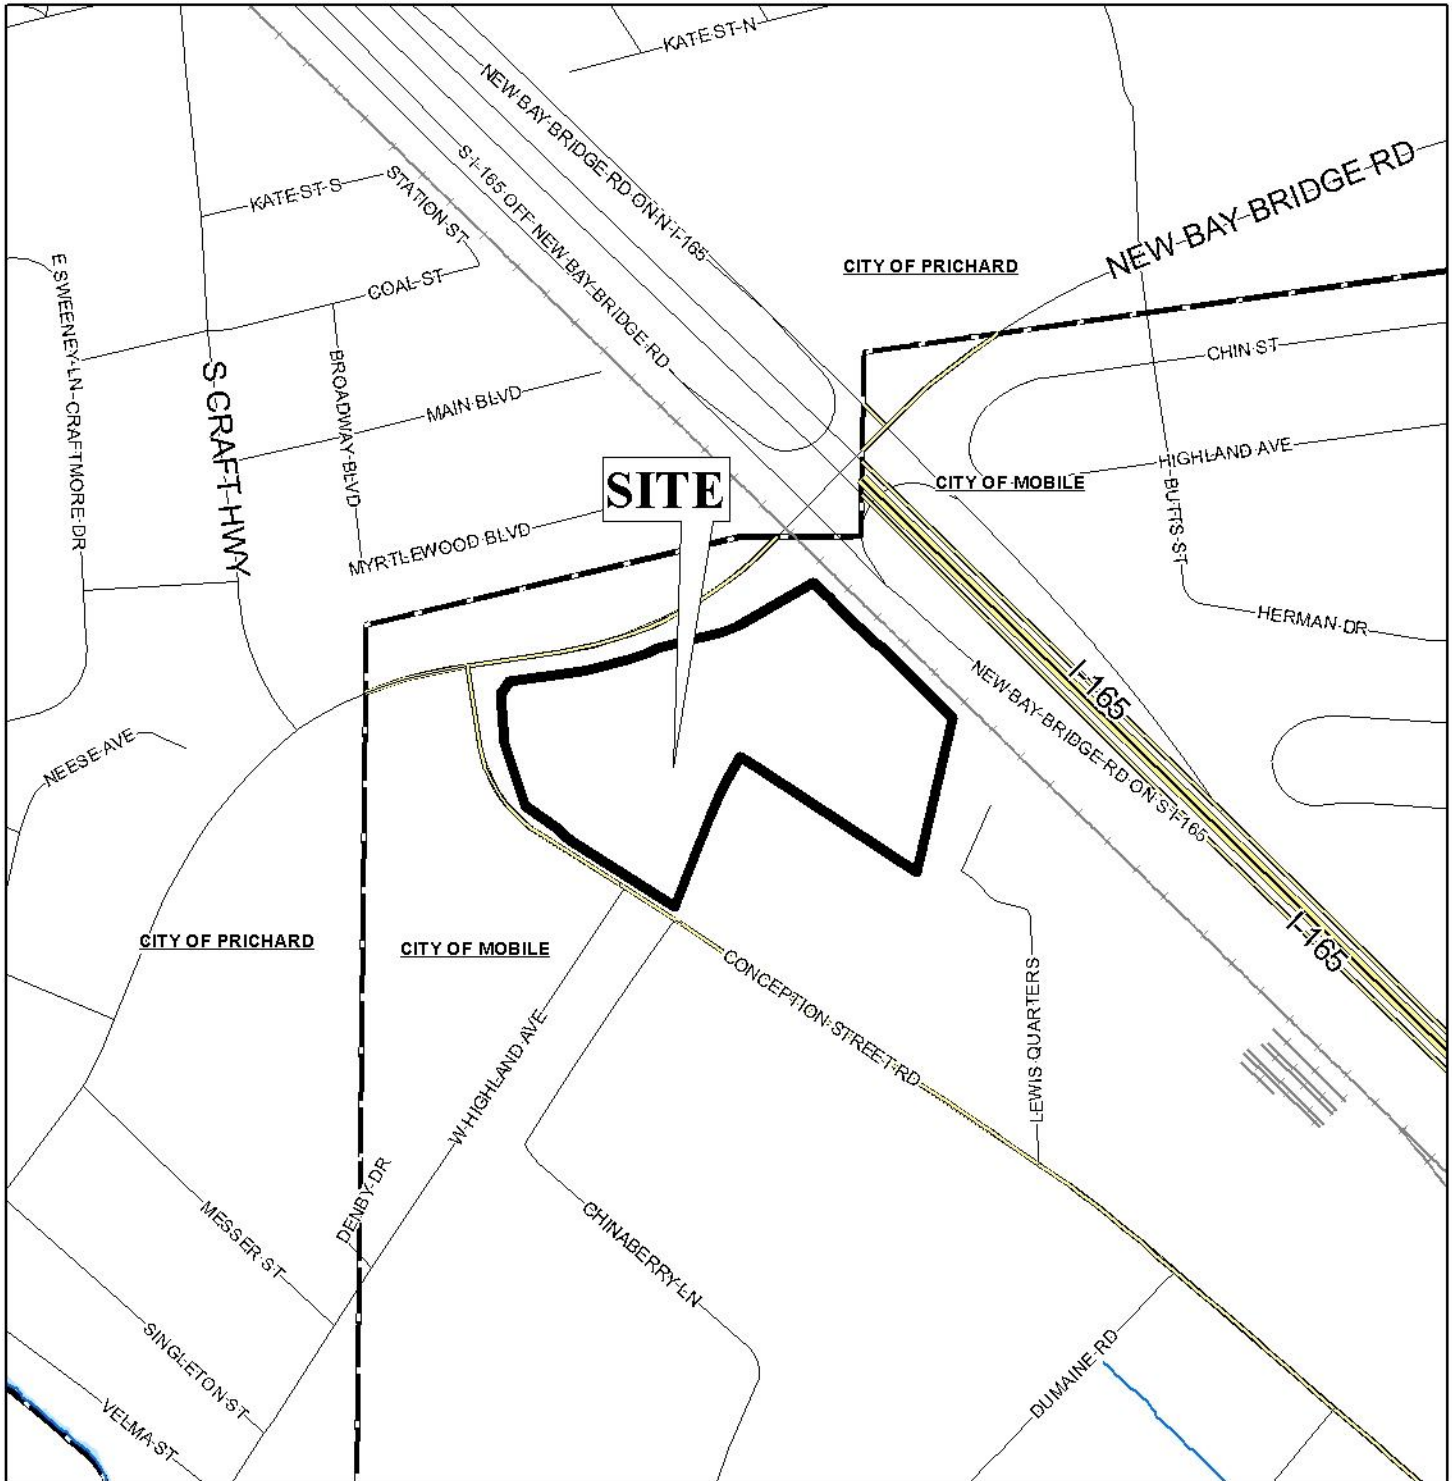 KATE ST N
NEW BAY BRIDGE RD ON N I-165
S I-165 OFF NEW BAY BRIDGE RD
KATE ST S
STATION ST
NEW BAY BRIDGE RD
CITY OF PRICHARD
E SWEENEY LN-CRAFTMORE DR
COAL ST
CHIN ST
BROADWAY BLVD
S CRAFT HWY
MAIN BLVD
HIGHLAND AVE
SITE
CITY OF MOBILE
BUTTS ST
MYRTLEWOOD BLVD
HERMAN DR
I-165
NEW BAY BRIDGE RD ON S I-165
NEESE AVE
I-165
CITY OF PRICHARD
CITY OF MOBILE
CONCEPTION STREET RD
LEWIS QUARTERS
W HIGHLAND AVE
DENBY DR
MESSER ST
CHINABERRY LN
SINGLETON ST
DUMAINE RD
VELMA ST